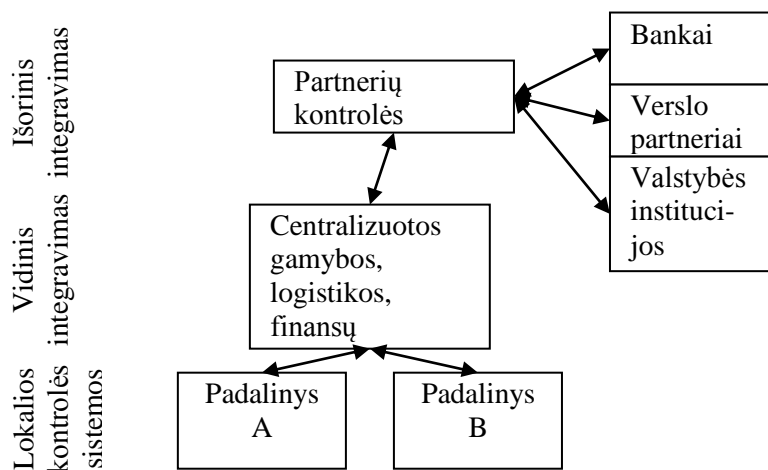 Išorinis
integravimas
Partnerių
kontrolės
Bankai
Verslo
partneriai
Valstybės
instituci-
jos
Vidinis
integravimas
Centralizuotos
gamybos,
logistikos,
finansų
Lokalios
kontrolės
sistemos
Padalinys
A
Padalinys
B